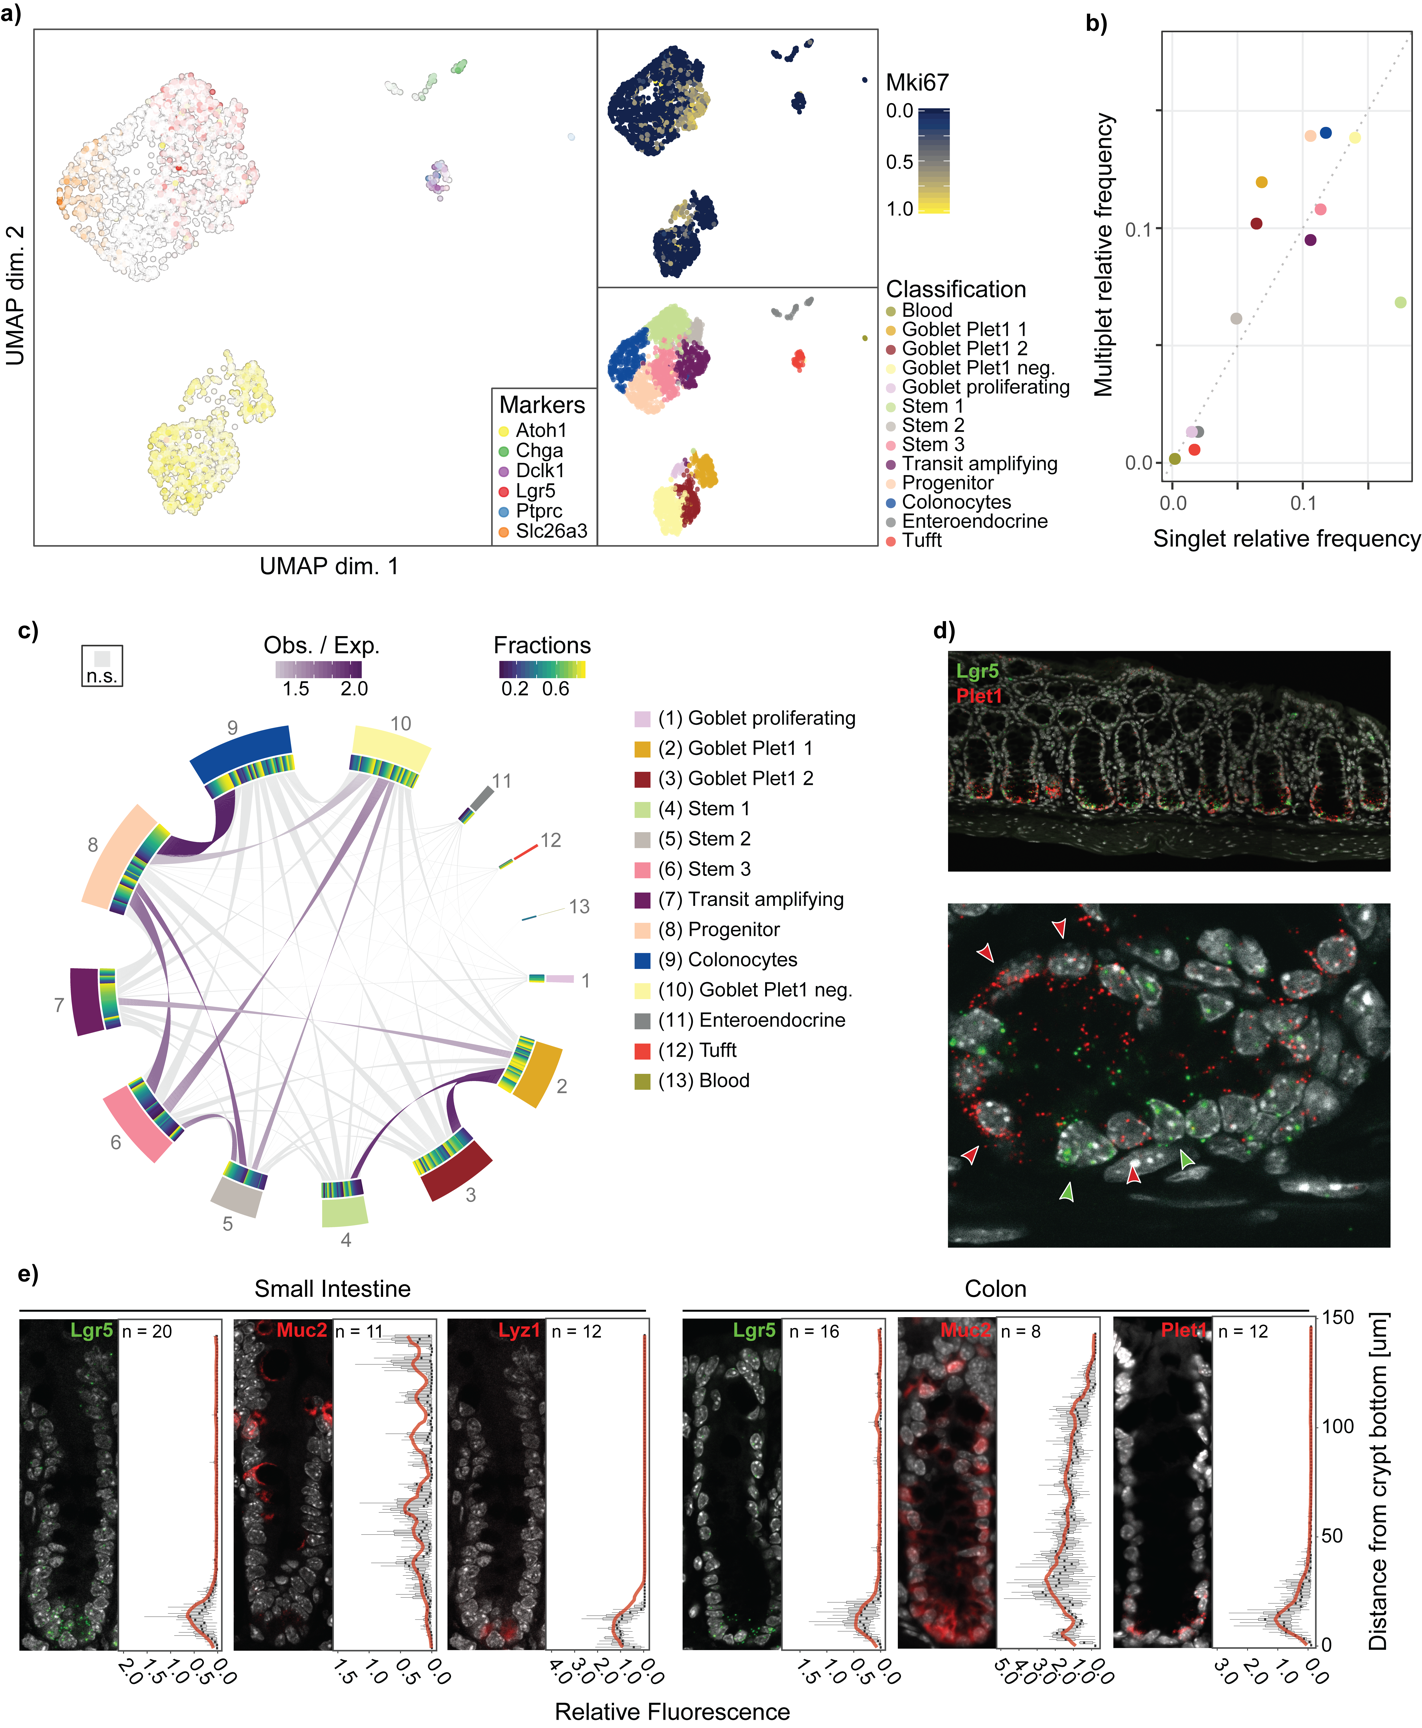 a)
UMAP dim. 2
UMAP dim. 1
Markers
Atoh1
Chga
Dclk1
Lgr5
Ptprc
Slc26a3
Mki67
0.0
0.5
1.0
Classification
Blood
Goblet Plet1 1
Goblet Plet1 2
Goblet Plet1 neg.
Goblet proliferating
Stem 1
Stem 2
Stem 3
Transit amplifying
Progenitor
Colonocytes
Enteroendocrine
Tufft
b)
Multiplet relative frequency
0.1
0.0
0.0
0.1
Singlet relative frequency
c)
n.s.
Obs. / Exp.
1.5
2.0
Fractions
0.2
0.6
9
10
11
12
13
1
2
3
4
5
6
7
8
(1) Goblet proliferating
(2) Goblet Plet1 1
(3) Goblet Plet1 2
(4) Stem 1
(5) Stem 2
(6) Stem 3
(7) Transit amplifying
(8) Progenitor
(9) Colonocytes
(10) Goblet Plet1 neg.
(11) Enteroendocrine
(12) Tufft
(13) Blood
d)
Lgr5
Plet1
e)
Small Intestine
Colon
Lgr5
n = 20
Muc2
n = 11
Lyz1
n = 12
Lgr5
n = 16
Muc2
n = 8
Plet1
n = 12
150
100
50
0
Distance from crypt bottom [um]
2.0
1.5
1.0
0.5
0.0
1.5
1.0
0.5
0.0
4.0
3.0
2.0
1.0
0.0
1.5
1.0
0.5
0.0
5.0
4.0
3.0
2.0
1.0
0.0
3.0
2.0
1.0
0.0
Relative Fluorescence